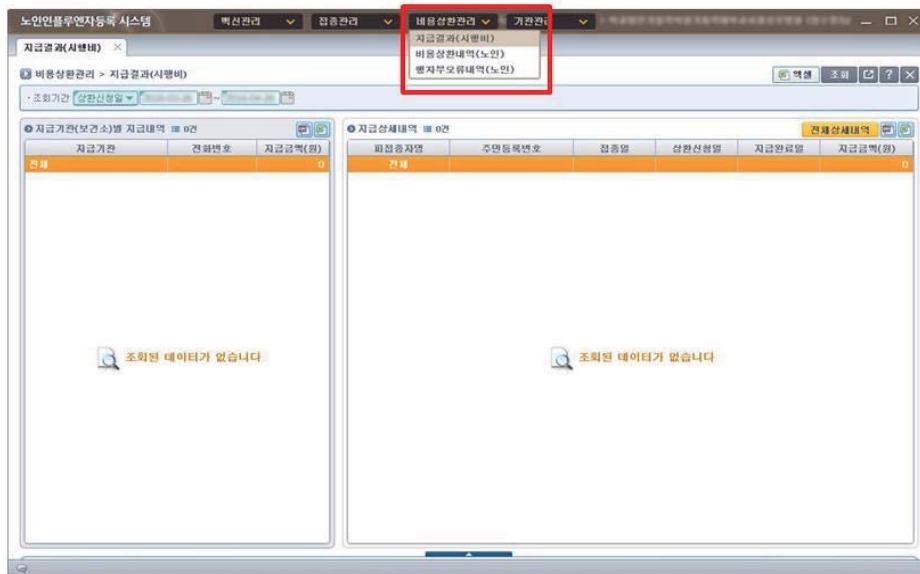 노인인플루엔자등록 시스템 백신관리 접종관리 비용상환관리 기관관리
지급결과(시행비)
비용상환내역(노인)
행자부오류내역(노인)
지급결과(시행비)
비용상환관리 > 지급결과(시행비) 엑셀 조회 ?
· 조회기간 상환신청일 ~
지급기관(보건소)별 지급내역 0건
지급기관 전화번호 지급금액(원)
전체 0
조회된 데이터가 없습니다
지급상세내역 0건 전체상세내역
피접종자명 주민등록번호 접종일 상환신청일 지급완료일 지급금액(원)
전체 0
조회된 데이터가 없습니다